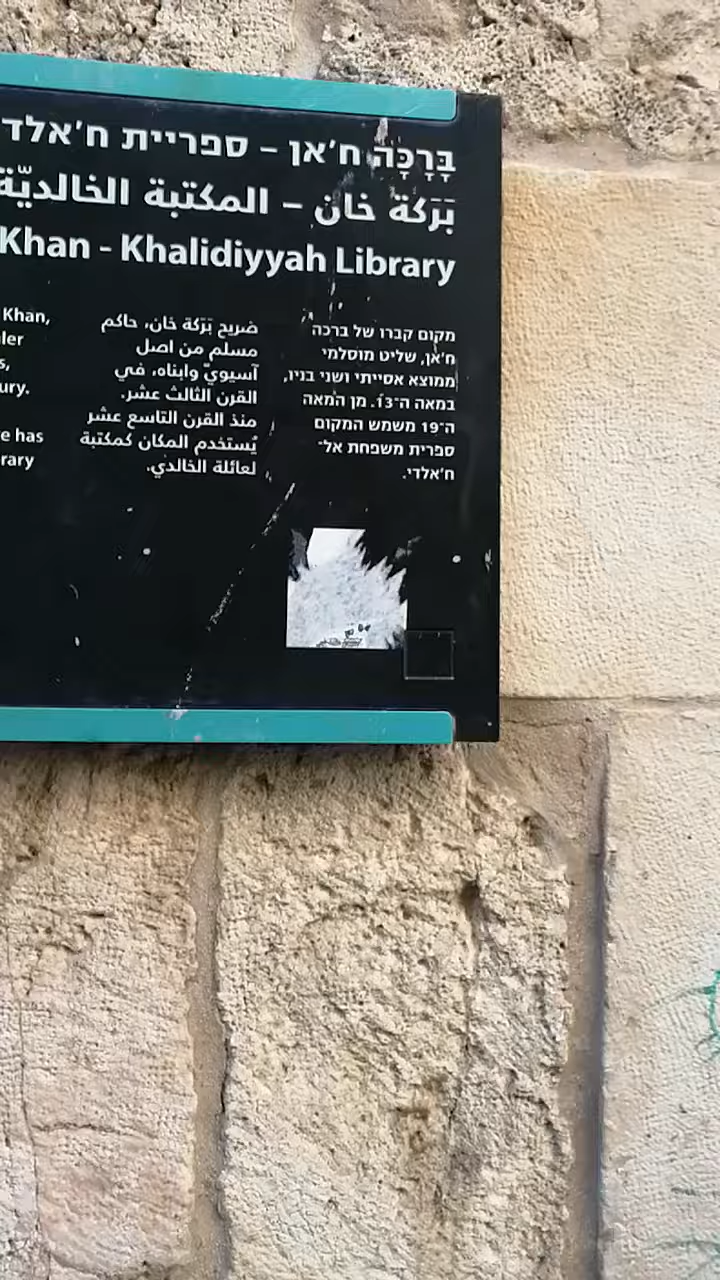 בָּרָכָּה ח'אן – ספריית ח'אלד
بَرَكة خان – المكتبة الخالديّة
Khan - Khalidiyyah Library
מקום קברו של ברכה
ח'אן, שליט מוסלמי
ממוצא אסייתי ושני בניו,
במאה ה־13. מן המאה
ה־19 משמש המקום
ספרית משפחת אל־
ח'אלדי.
ضريح بَرَكة خان، حاكم
مسلم من اصل
آسيويّ وابناه، في
القرن الثالث عشر.
منذ القرن التاسع عشر
يُستخدم المكان كمكتبة
لعائلة الخالدي.
Khan,
ler
s,
ury.
e has
rary